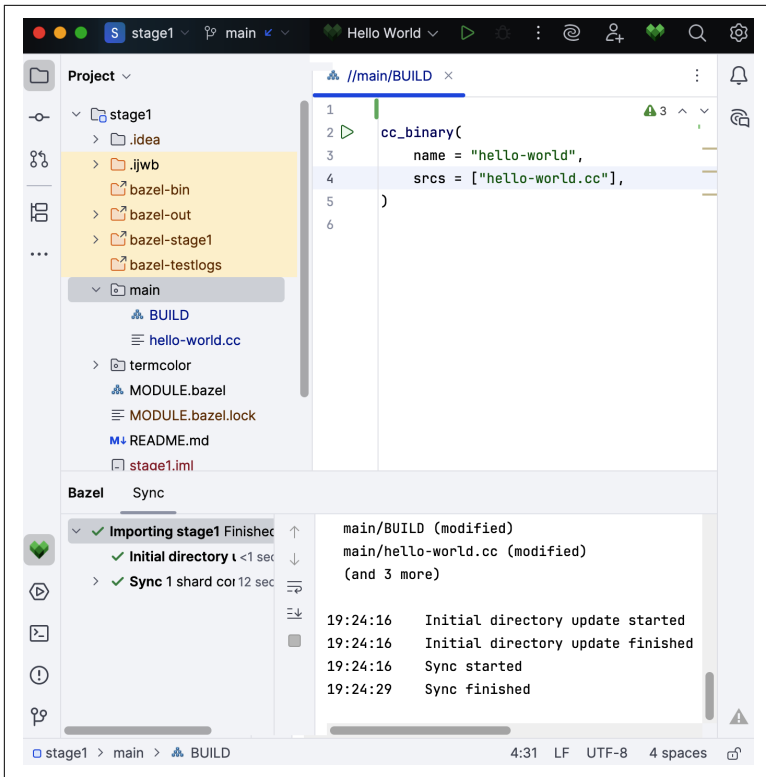 S stage1 main Hello World
Project
//main/BUILD
stage1
.idea
.ijwb
bazel-bin
bazel-out
bazel-stage1
bazel-testlogs
main
BUILD
hello-world.cc
termcolor
MODULE.bazel
MODULE.bazel.lock
M↓ README.md
stage1.iml
3
1
2 cc_binary(
3 name = "hello-world",
4 srcs = ["hello-world.cc"],
5 )
6
Bazel Sync
Importing stage1 Finished
Initial directory <1 sec
Sync 1 shard 12 sec
main/BUILD (modified)
main/hello-world.cc (modified)
(and 3 more)
19:24:16 Initial directory update started
19:24:16 Initial directory update finished
19:24:16 Sync started
19:24:29 Sync finished
stage1 > main > BUILD 4:31 LF UTF-8 4 spaces